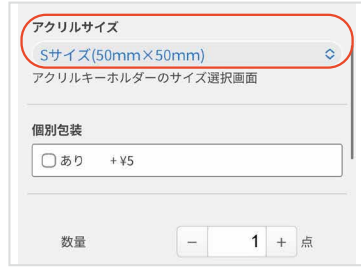 アクリルサイズ
Sサイズ(50mm×50mm)
アクリルキーホルダーのサイズ選択画面
個別包装
あり +¥5
数量 − 1 + 点